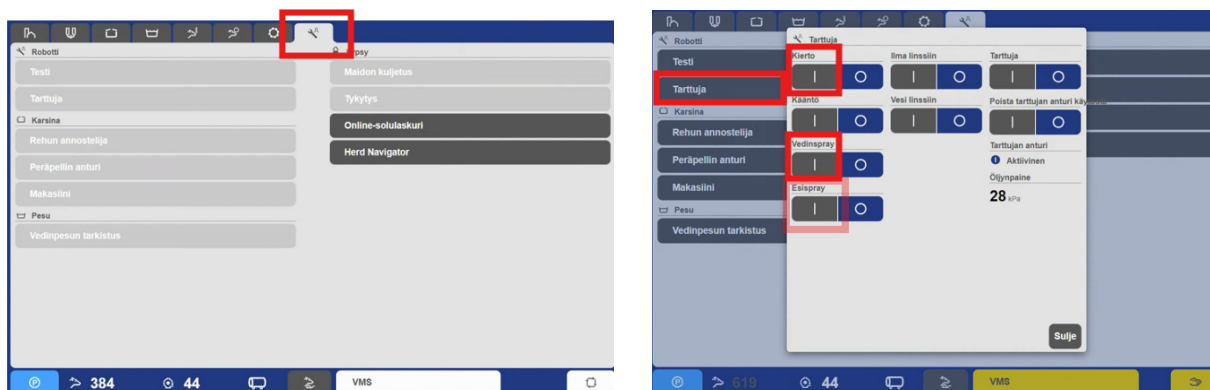 Robotti
Testi
Tarttuja
Karsina
Rehun annostelija
Peräpellin anturi
Makasiini
Pesu
Vedinpesun tarkistus
Maidon kuljetus
Tykytys
Online-solulaskuri
Herd Navigator
384
44
VMS
Robotti
Testi
Tarttuja
Karsina
Rehun annostelija
Peräpellin anturi
Makasiini
Pesu
Vedinpesun tarkistus
Tarttuja
Kierto
Ilma linssiin
Tarttuja
Kääntö
Vesi linssiin
Poista tarttujan anturi
Vedinspray
Tarttujan anturi
Aktiivinen
Öljynpaine
Esispray
28 kPa
Sulje
619
44
VMS